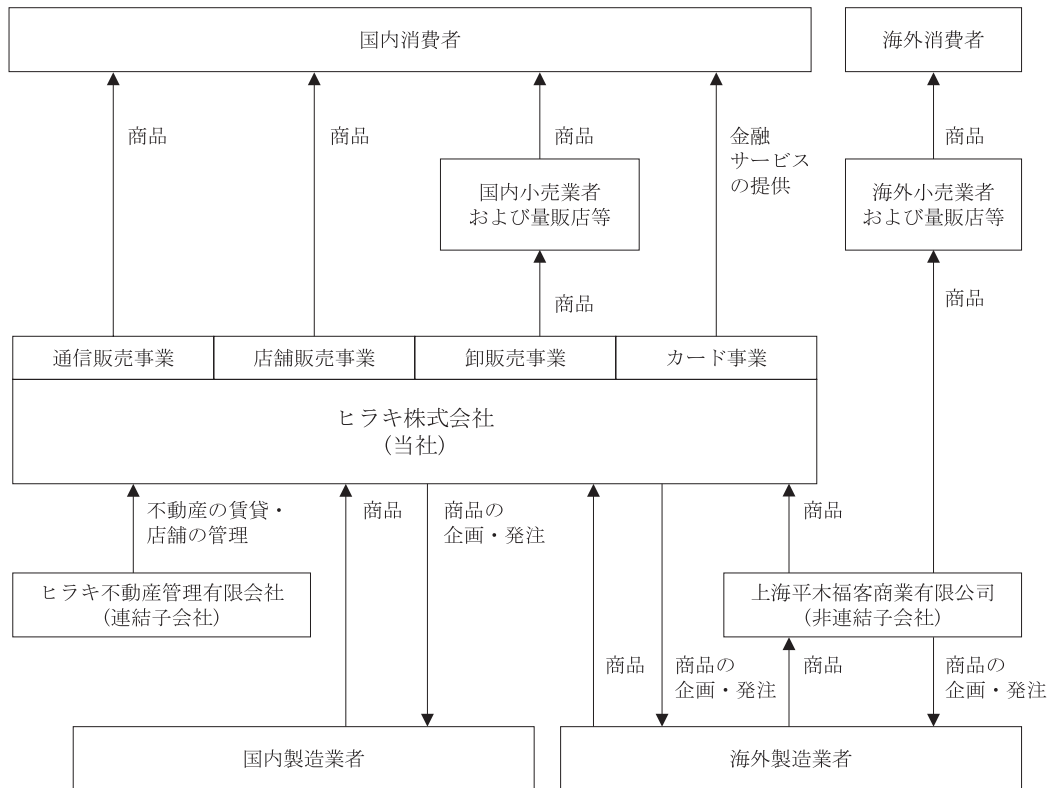 国内消費者
海外消費者
商品
商品
商品
金融
サービス
の提供
商品
国内小売業者
および量販店等
海外小売業者
および量販店等
商品
商品
通信販売事業
店舗販売事業
卸販売事業
カード事業
ヒラキ株式会社
（当社）
不動産の賃貸・
店舗の管理
商品
商品の
企画・発注
商品
ヒラキ不動産管理有限会社
（連結子会社）
上海平木福客商業有限公司
（非連結子会社）
商品
商品の
企画・発注
商品
商品の
企画・発注
国内製造業者
海外製造業者